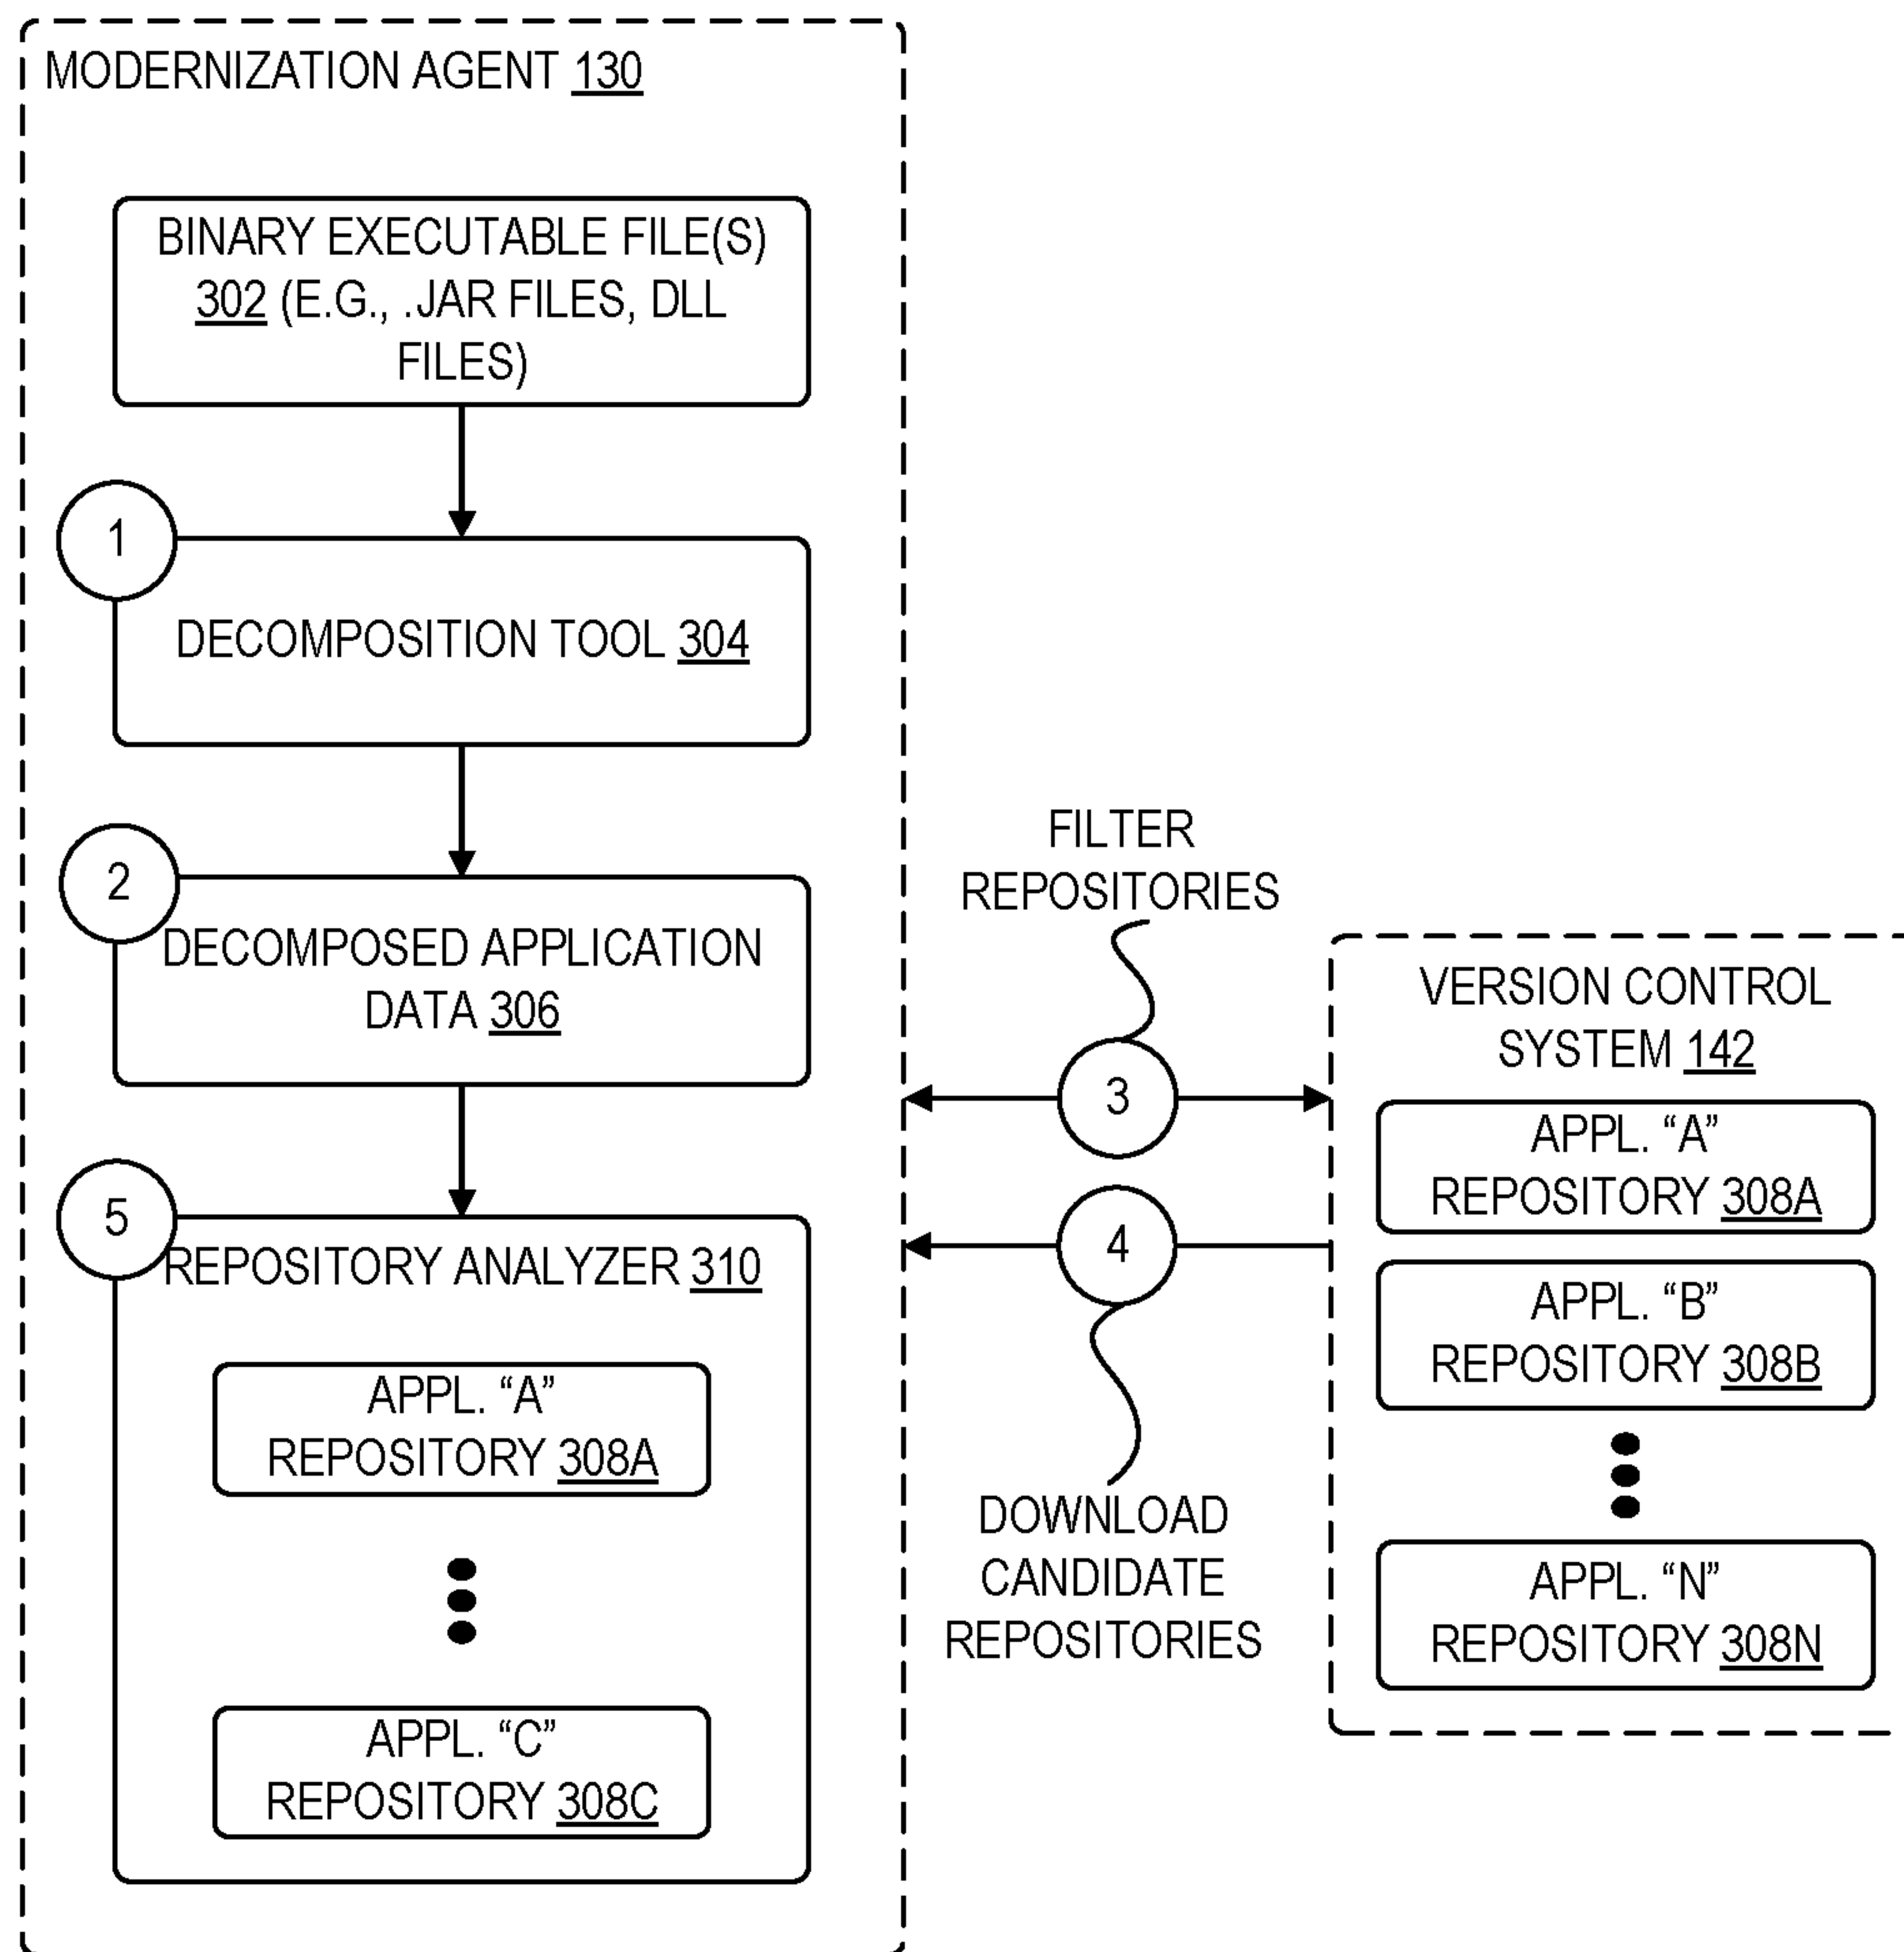 MODERNIZATION AGENT 130
BINARY EXECUTABLE FILE(S)
302 (E.G., .JAR FILES, DLL
FILES)
1
DECOMPOSITION TOOL 304
2
DECOMPOSED APPLICATION
DATA 306
5
REPOSITORY ANALYZER 310
APPL. “A”
REPOSITORY 308A
APPL. “C”
REPOSITORY 308C
FILTER
REPOSITORIES
3
4
DOWNLOAD
CANDIDATE
REPOSITORIES
VERSION CONTROL
SYSTEM 142
APPL. “A”
REPOSITORY 308A
APPL. “B”
REPOSITORY 308B
APPL. “N”
REPOSITORY 308N